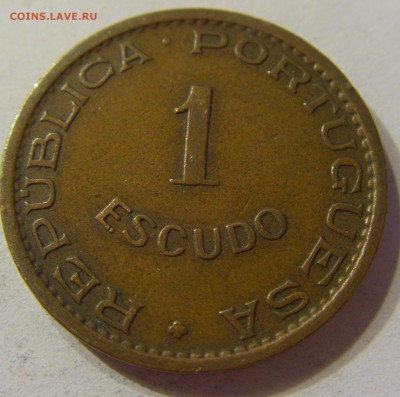 COINS.LAVE.RU
REPÚBLICA · PORTUGUESA
1
ESCUDO